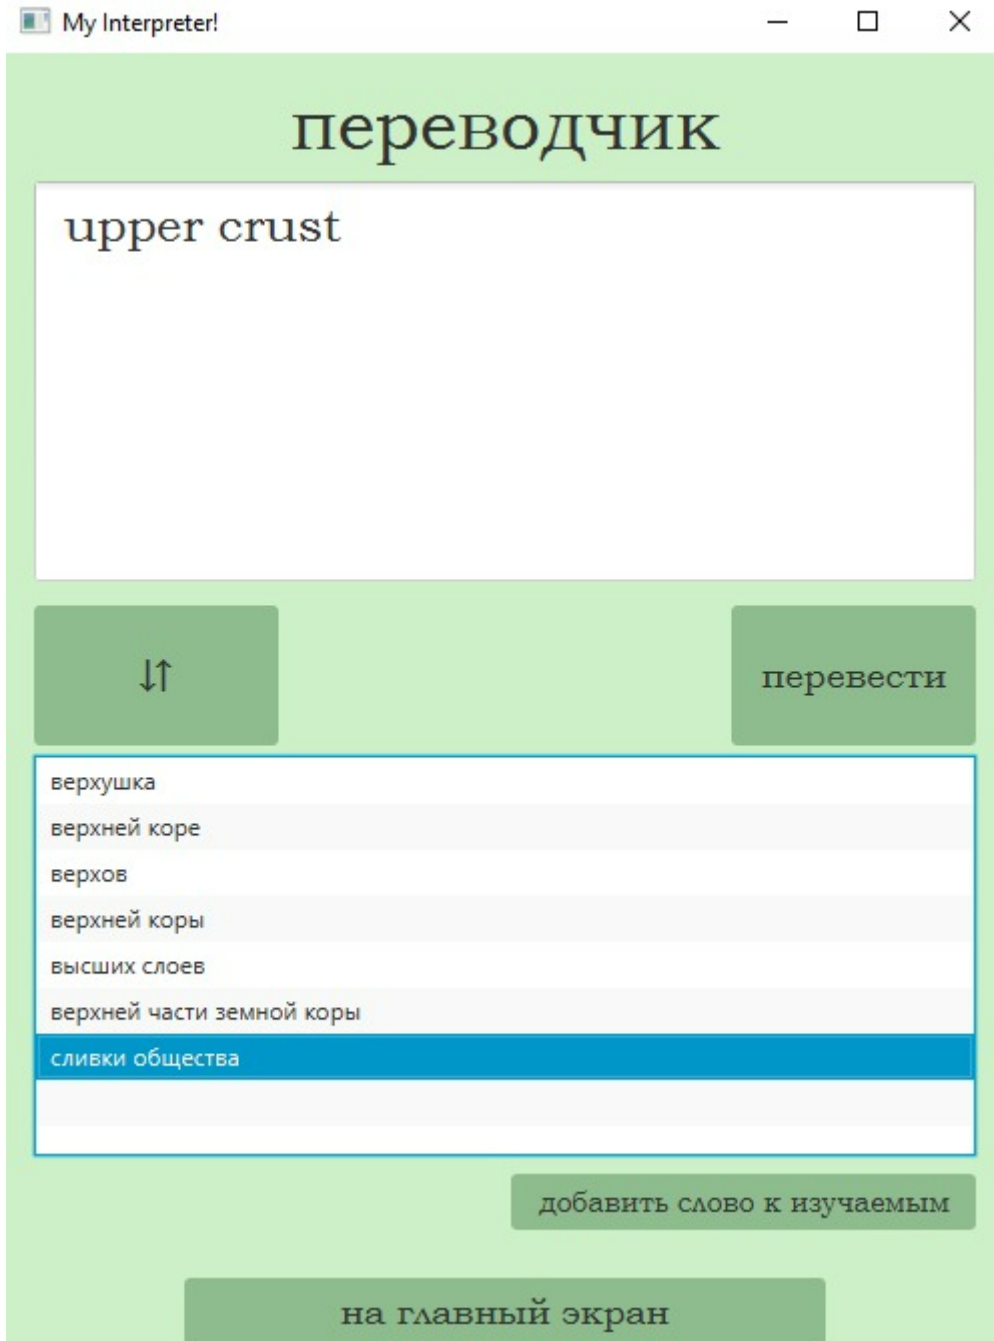 My Interpreter!
переводчик
upper crust
↓↑
перевести
верхушка
верхней коре
верхов
верхней коры
высших слоев
верхней части земной коры
сливки общества
добавить слово к изучаемым
на главный экран